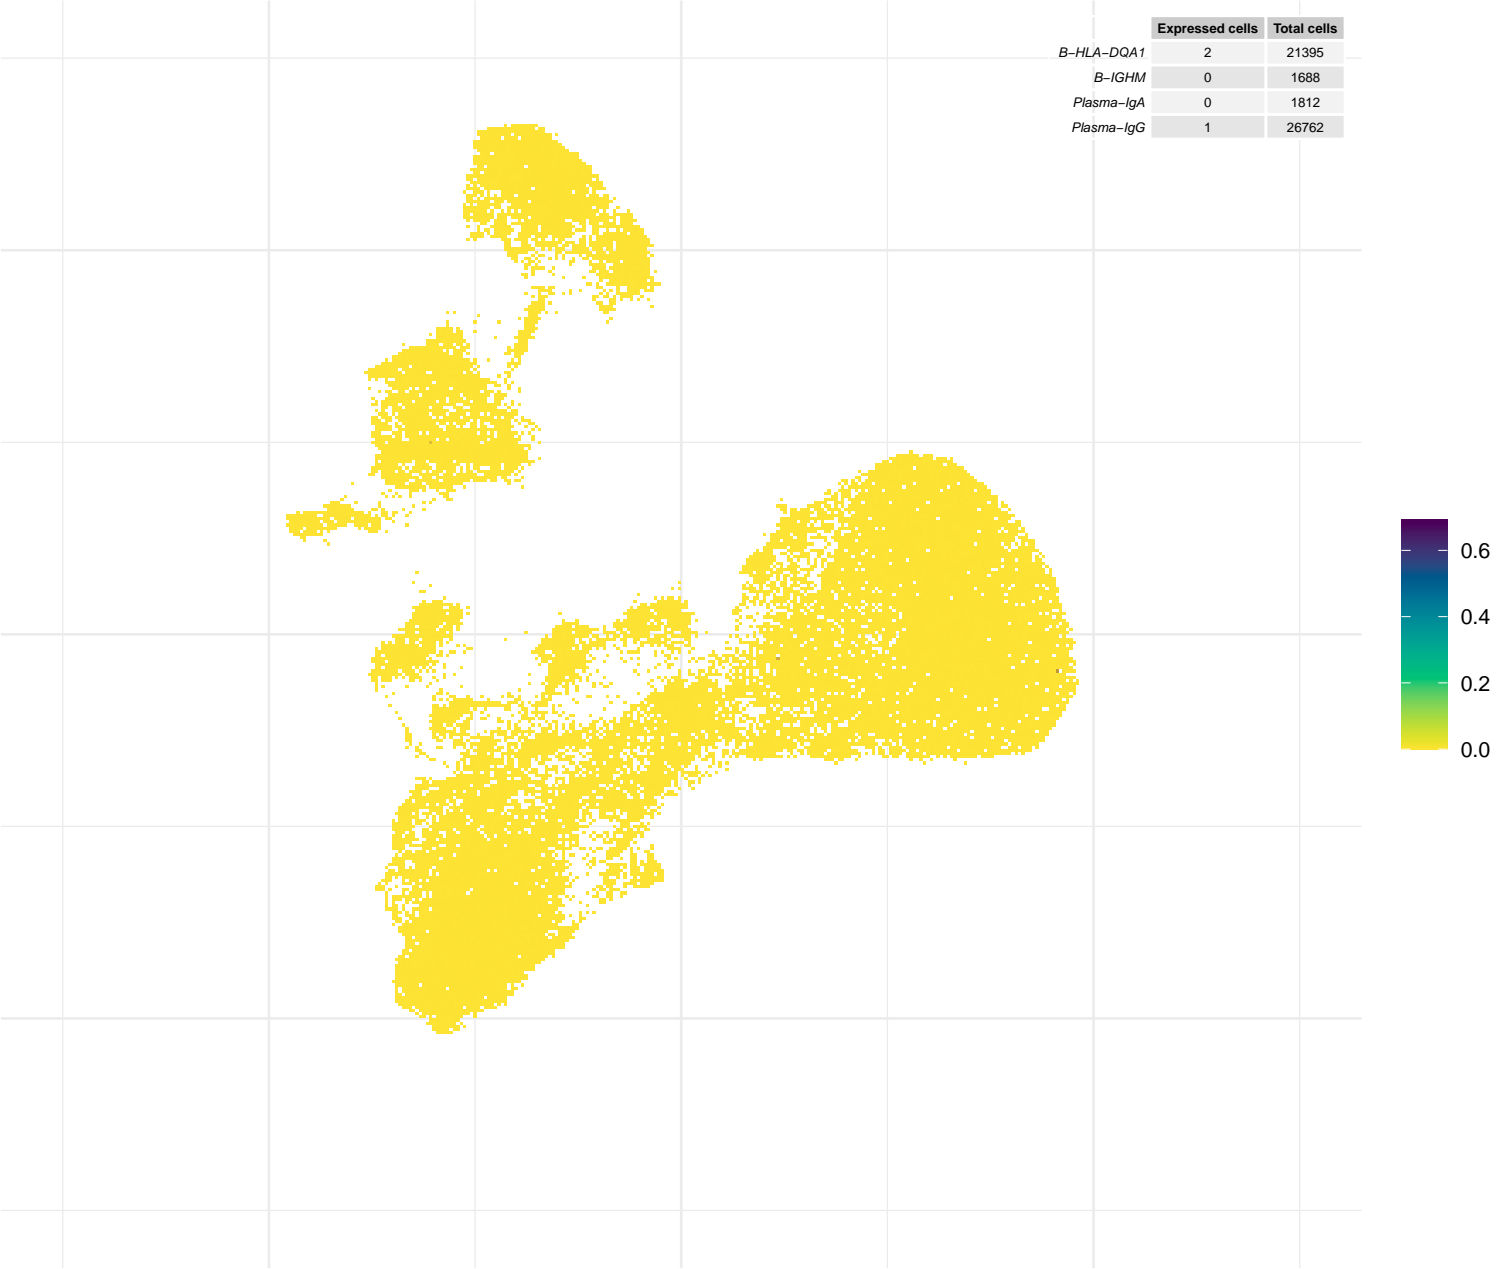 Expressed cells Total cells
B−HLA−DQA1 2 21395
B−IGHM 0 1688
Plasma−IgA 0 1812
Plasma−IgG 1 26762
0.6
0.4
0.2
0.0